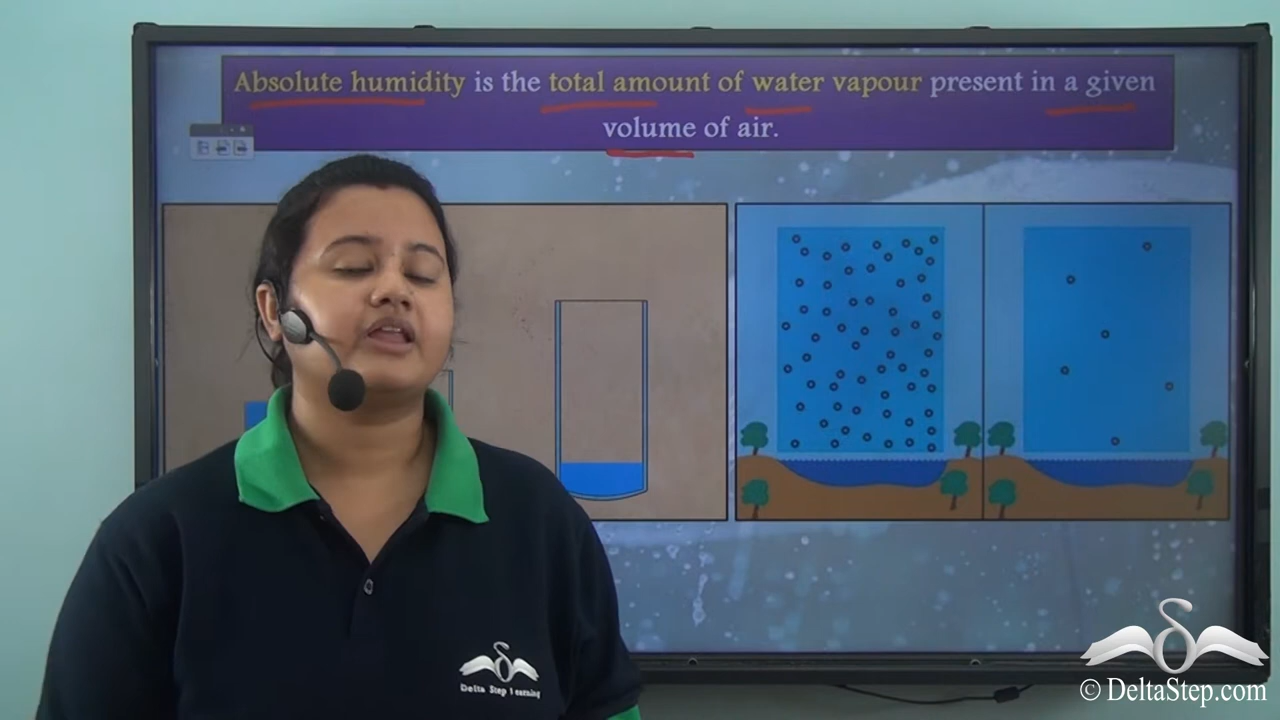 Absolute humidity is the total amount of water vapour present in a given
volume of air.
Delta Step Learning
© DeltaStep.com